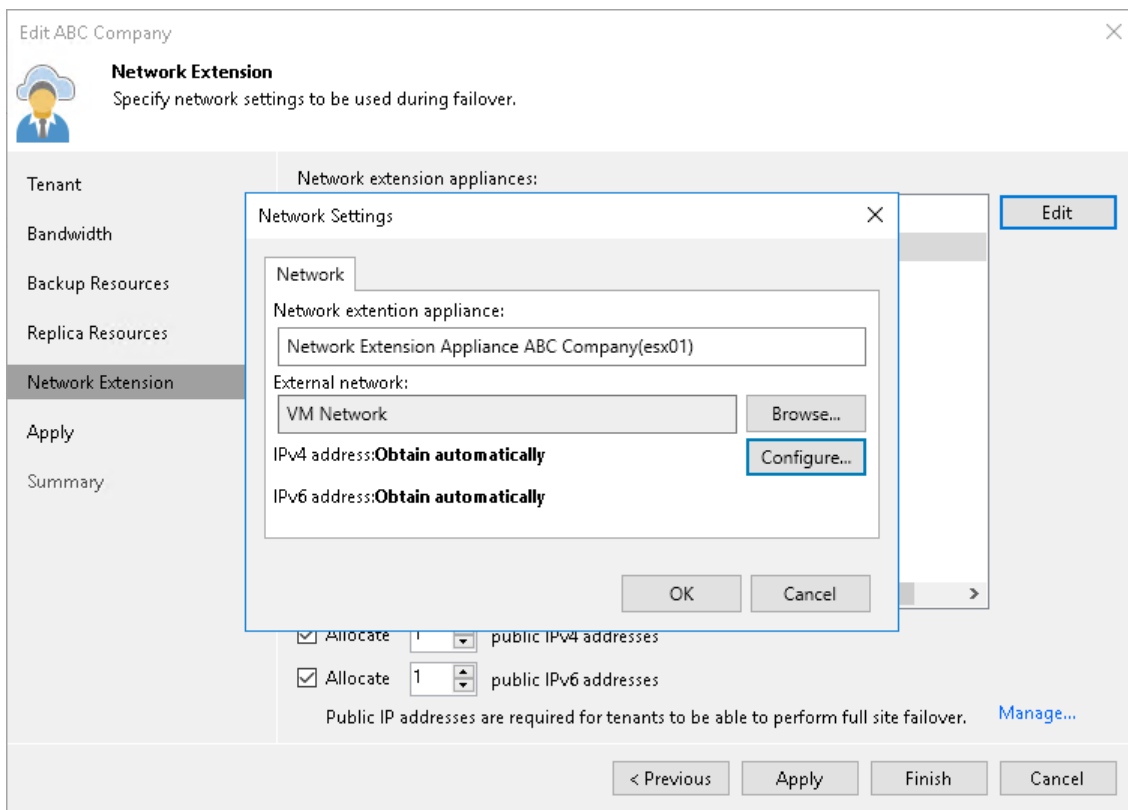 Edit ABC Company
Network Extension
Specify network settings to be used during failover.
Tenant
Bandwidth
Backup Resources
Replica Resources
Network Extension
Apply
Summary
Network extension appliances:
Edit
Network Settings
Network
Network extention appliance:
Network Extension Appliance ABC Company(esx01)
External network:
VM Network
Browse...
IPv4 address:Obtain automatically
Configure...
IPv6 address:Obtain automatically
OK
Cancel
Allocate 1 public IPv4 addresses
Allocate 1 public IPv6 addresses
Public IP addresses are required for tenants to be able to perform full site failover.
Manage...
< Previous
Apply
Finish
Cancel